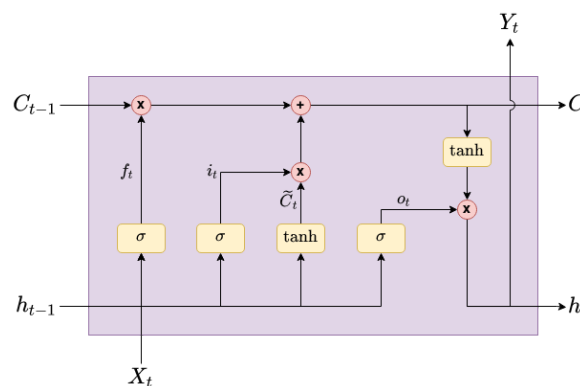 Y_t
C_{t-1} x + C
tanh
f_t i_t x
C̃_t o_t x
σ σ tanh σ
h_{t-1} h
X_t